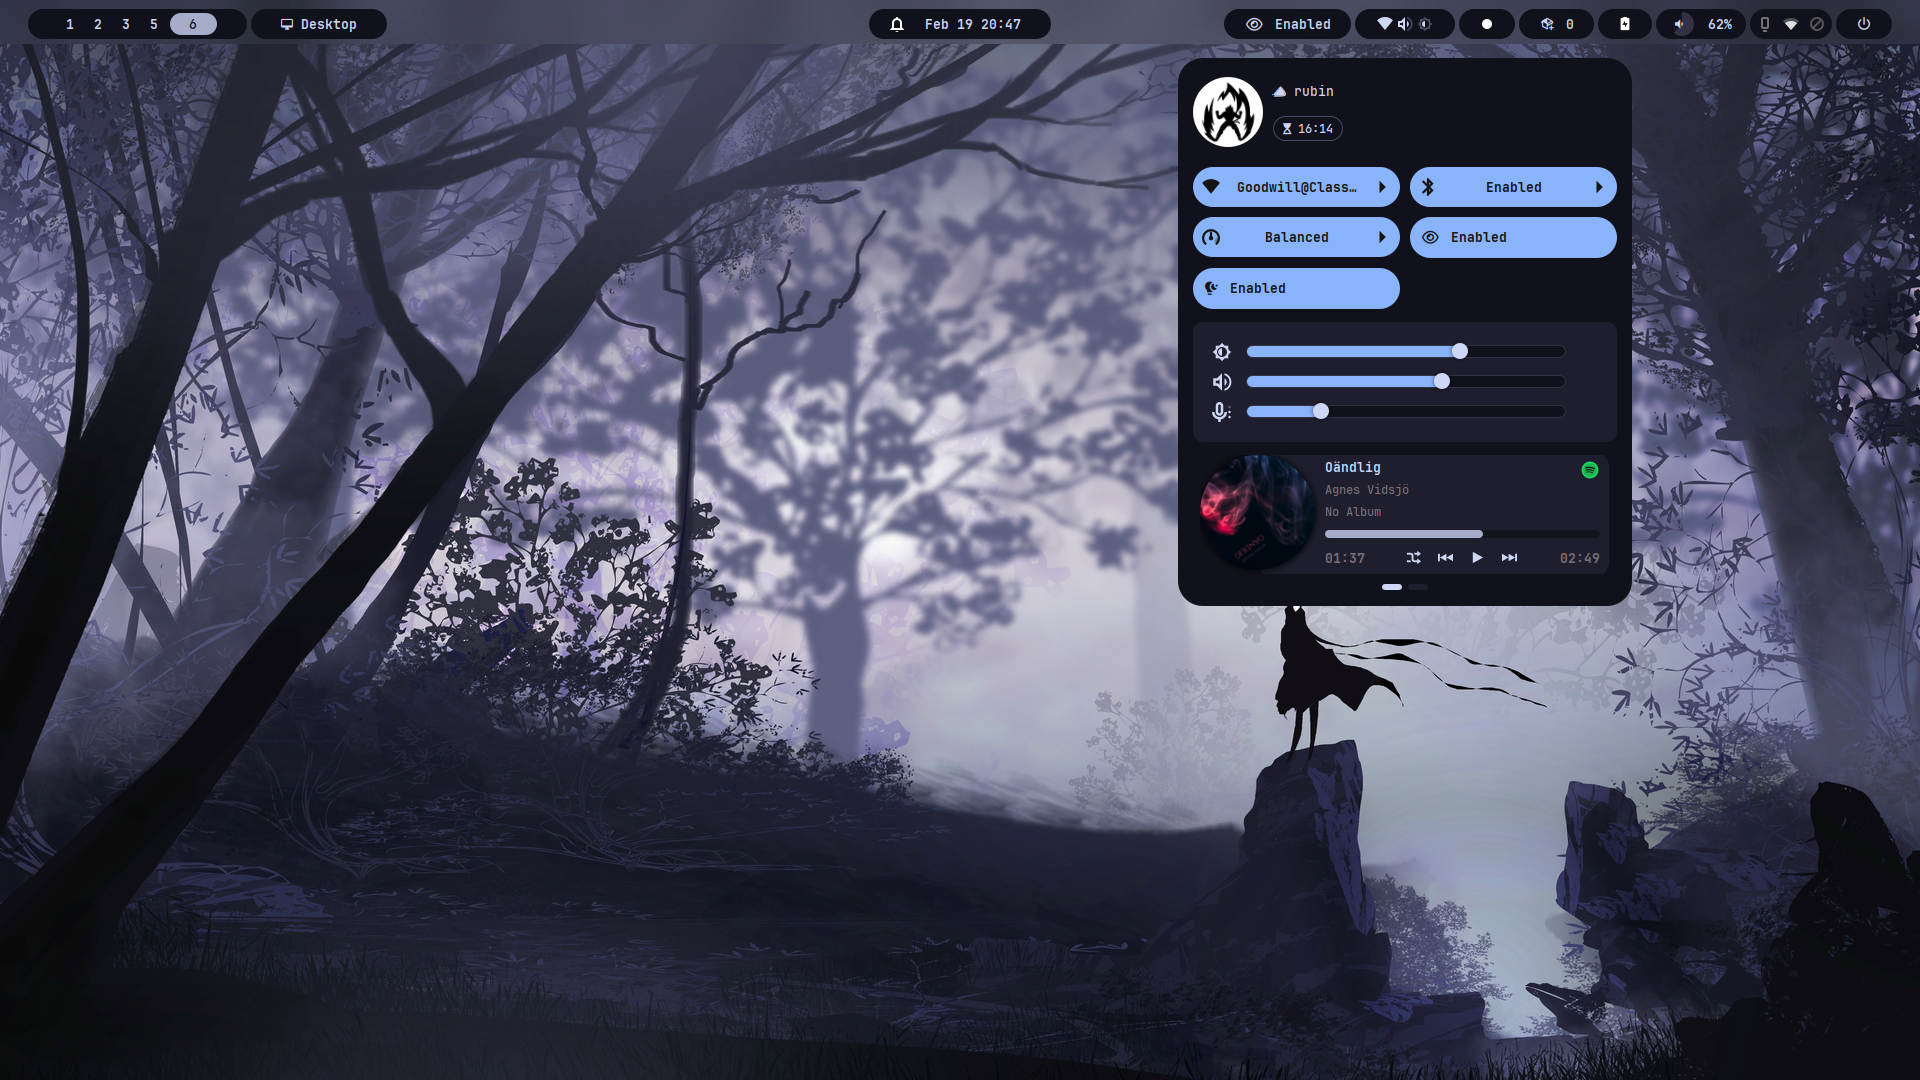 1 2 3 5 6 Desktop Feb 19 20:47 Enabled 0 62%
rubin
16:14
Goodwill@Class… Enabled
Balanced Enabled
Enabled
Oändlig
Agnes Vidsjö
No Album
01:37 02:49